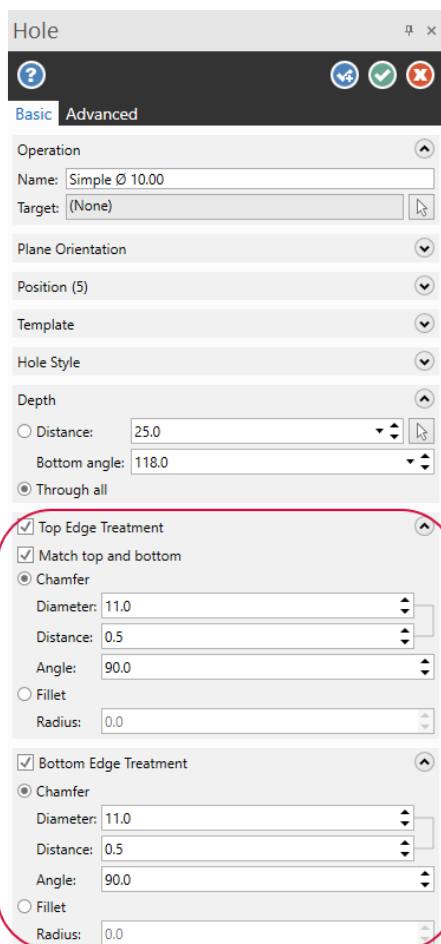 Hole
Basic Advanced
Operation
Name: Simple Ø 10.00
Target: (None)
Plane Orientation
Position (5)
Template
Hole Style
Depth
Distance: 25.0
Bottom angle: 118.0
Through all
Top Edge Treatment
Match top and bottom
Chamfer
Diameter: 11.0
Distance: 0.5
Angle: 90.0
Fillet
Radius: 0.0
Bottom Edge Treatment
Chamfer
Diameter: 11.0
Distance: 0.5
Angle: 90.0
Fillet
Radius: 0.0